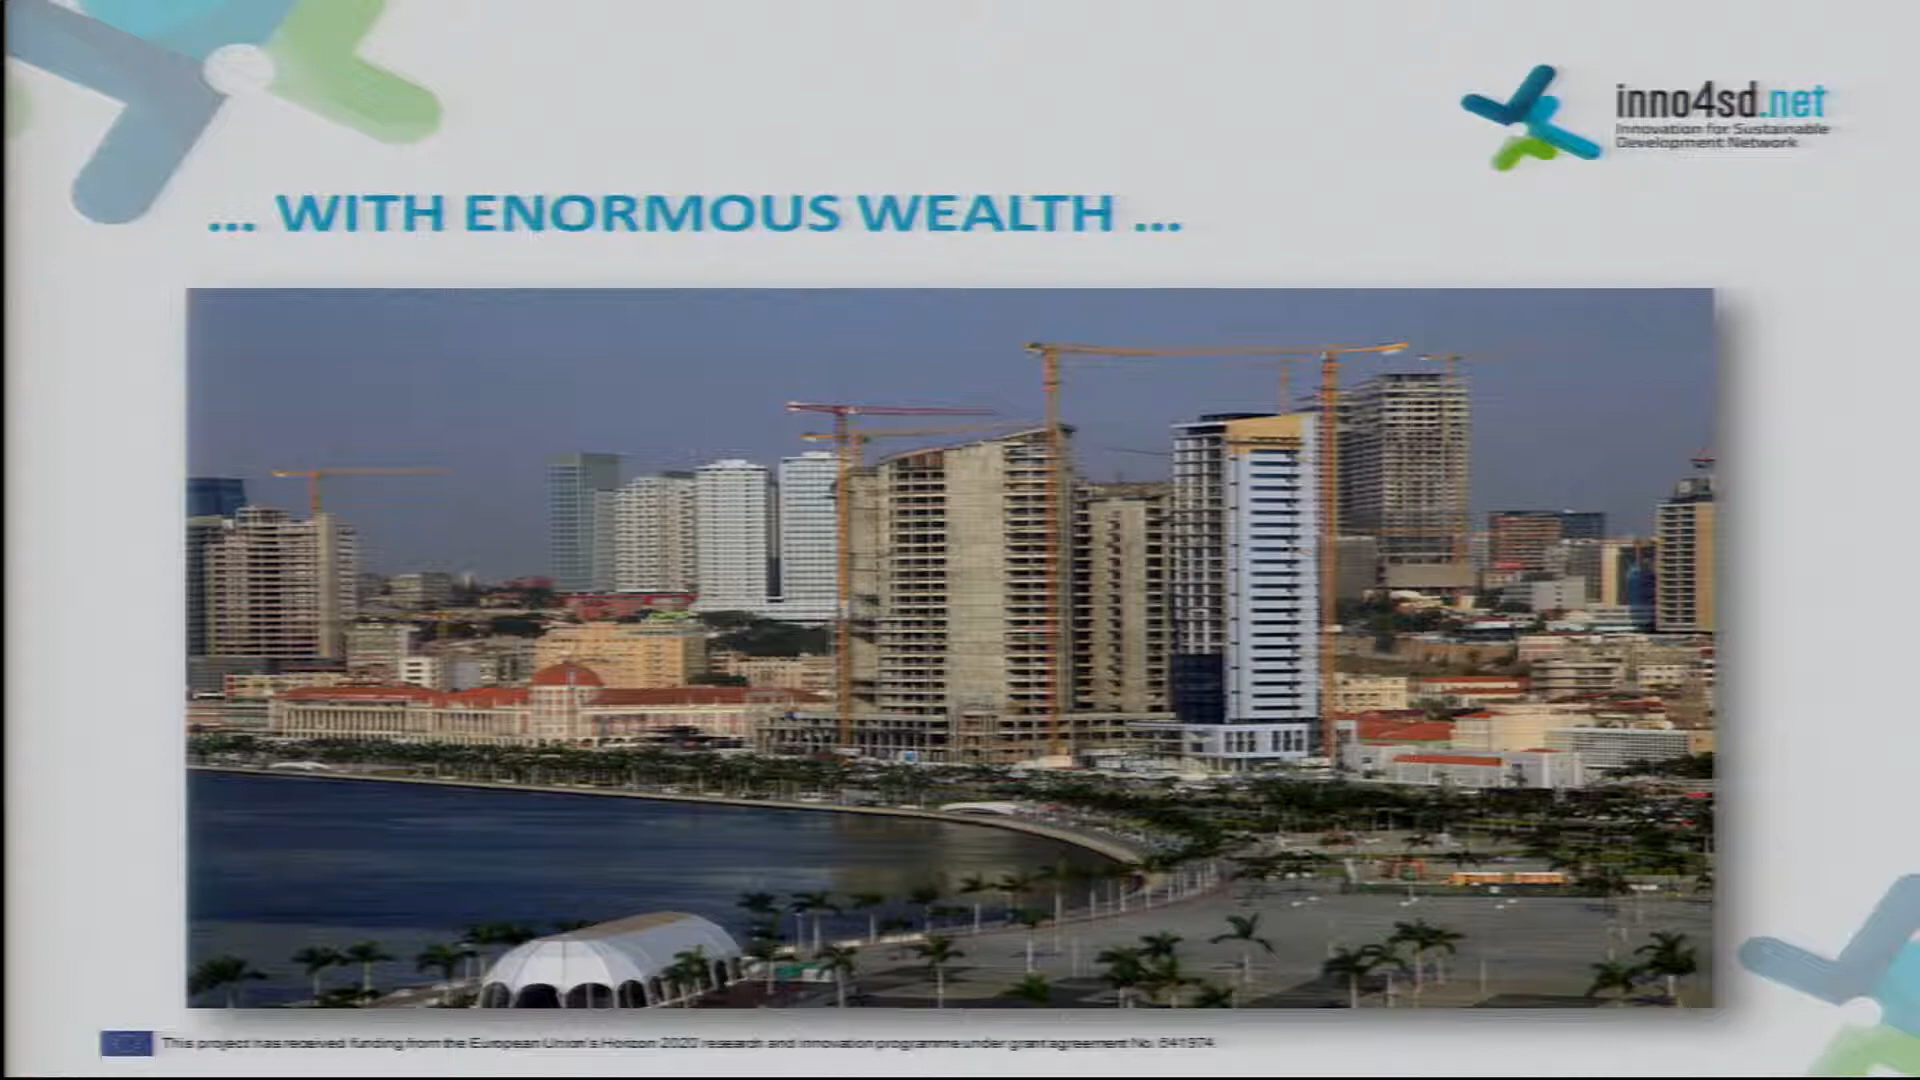 inno4sd.net
Innovation for Sustainable
Development Network
... WITH ENORMOUS WEALTH ...
This project has received funding from the European Union's Horizon 2020 research and innovation programme under grant agreement No. 641974